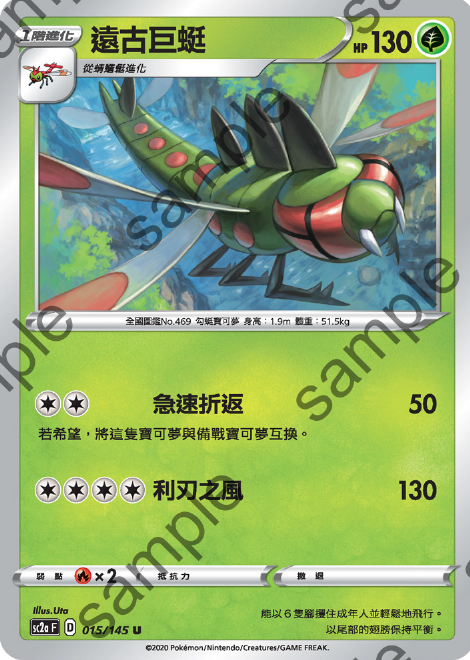 1階進化
遠古巨蜓
HP 130
從蜻蜻蜓進化
全國圖鑑No.469 勾蜓寶可夢 身高：1.9m 體重：51.5kg
急速折返 50
若希望，將這隻寶可夢與備戰寶可夢互換。
利刃之風 130
弱點 ×2 抵抗力 撤退
Illus.Uta
sc2a F D 015/145 U
能以6隻腳摟住成年人並輕鬆地飛行。
以尾部的翅膀保持平衡。
©2020 Pokémon/Nintendo/Creatures/GAME FREAK.
sample
sample
sample
sample
sample
sample